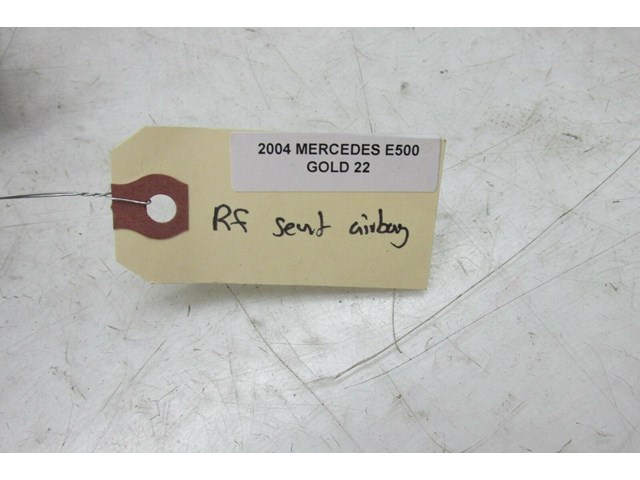 2004 MERCEDES E500
GOLD 22
Rf seat airbag